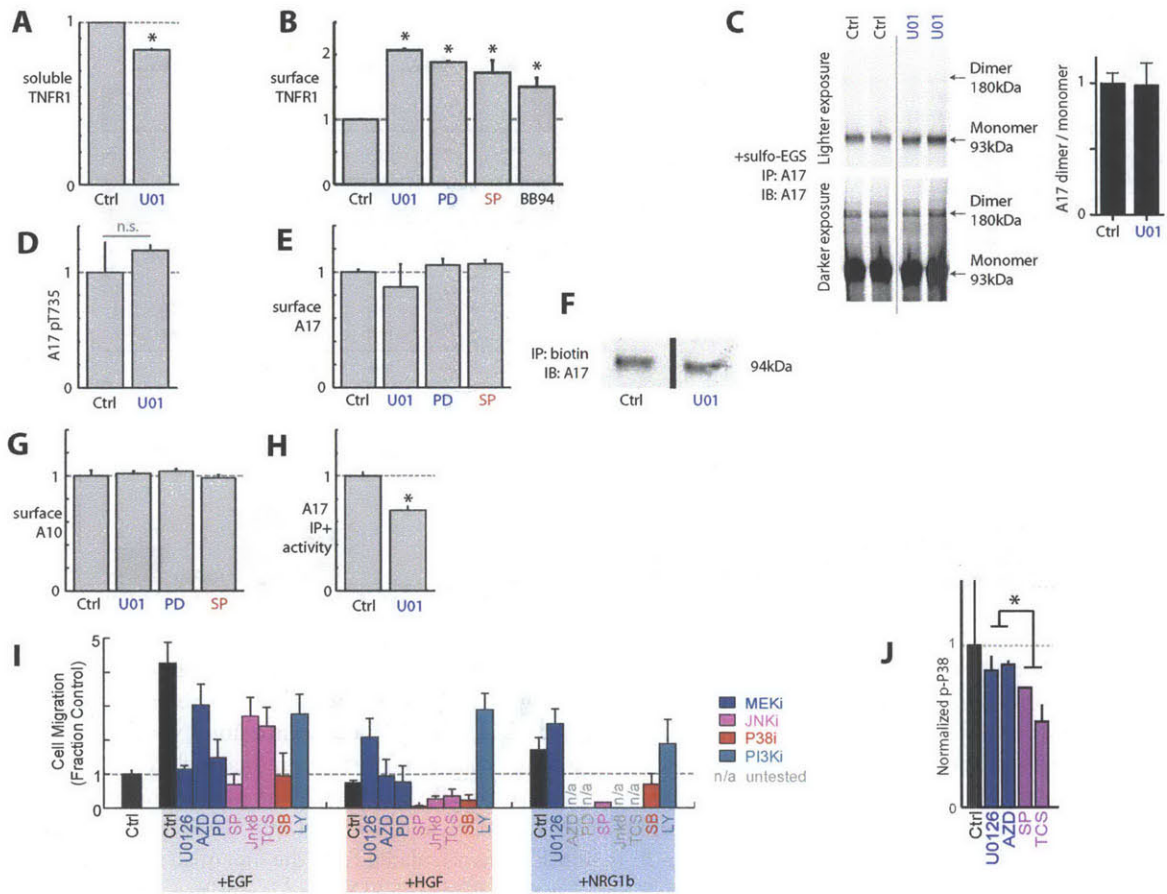 A
1
soluble
TNFR1
*
0
Ctrl
U01
B
2
surface
TNFR1
1
*
*
*
*
0
Ctrl
U01
PD
SP
BB94
C
Ctrl
Ctrl
U01
U01
Lighter exposure
Dimer
180kDa
Monomer
93kDa
+sulfo-EGS
IP: A17
IB: A17
Darker exposure
Dimer
180kDa
Monomer
93kDa
A17 dimer / monomer
1
0
Ctrl
U01
D
n.s.
1
A17 pT735
0
Ctrl
U01
E
1
surface
A17
0
Ctrl
U01
PD
SP
F
IP: biotin
IB: A17
94kDa
Ctrl
U01
G
1
surface
A10
0
Ctrl
U01
PD
SP
H
1
A17
IP+
activity
*
0
Ctrl
U01
I
Cell Migration
(Fraction Control)
5
1
0
Ctrl
Ctrl
U0126
AZD
PD
SP
Jnk8
TCS
SB
LY
+EGF
Ctrl
U0126
AZD
PD
SP
Jnk8
TCS
SB
LY
+HGF
n/a
n/a
n/a
n/a
Ctrl
U0126
AZD
PD
SP
Jnk8
TCS
SB
LY
+NRG1b
MEKi
JNKi
P38i
PI3Ki
n/a untested
J
*
1
Normalized p-P38
0
Ctrl
U0126
AZD
SP
TCS